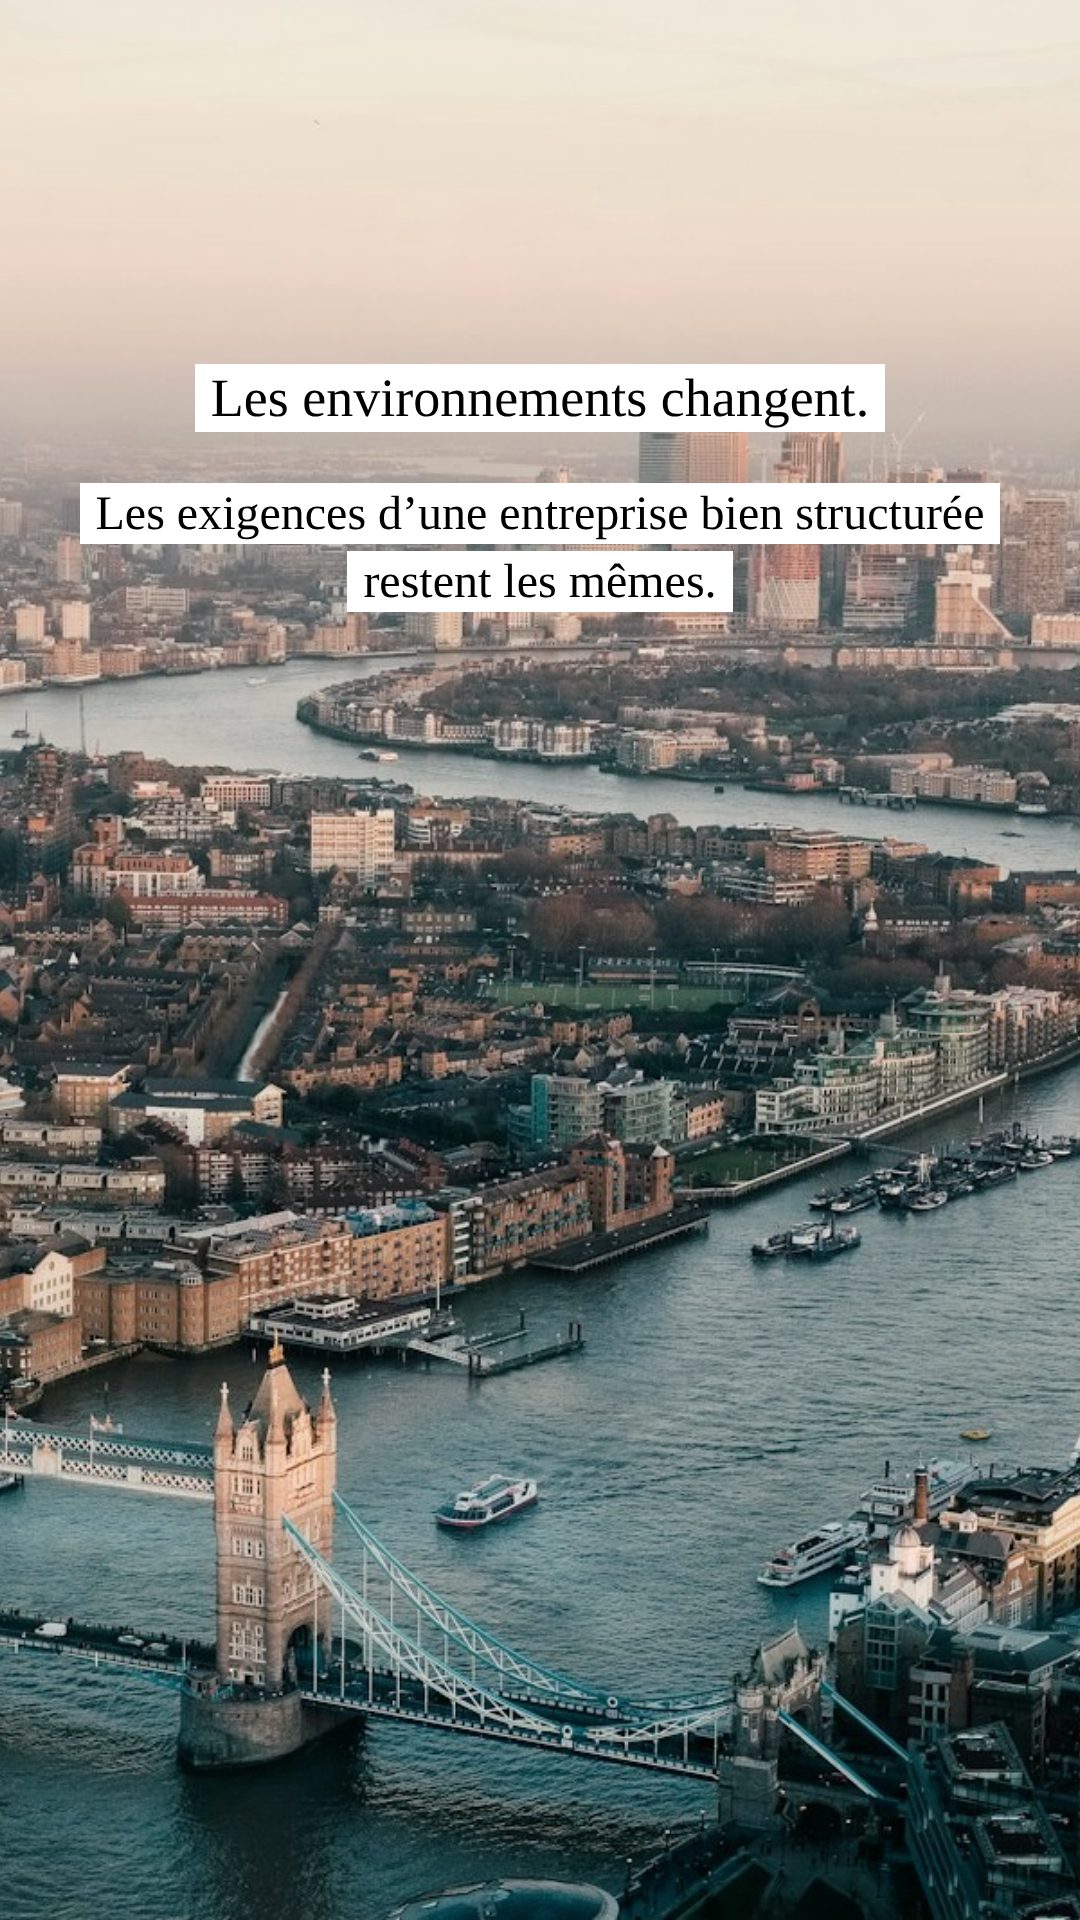 Les environnements changent.
Les exigences d’une entreprise bien structurée
restent les mêmes.